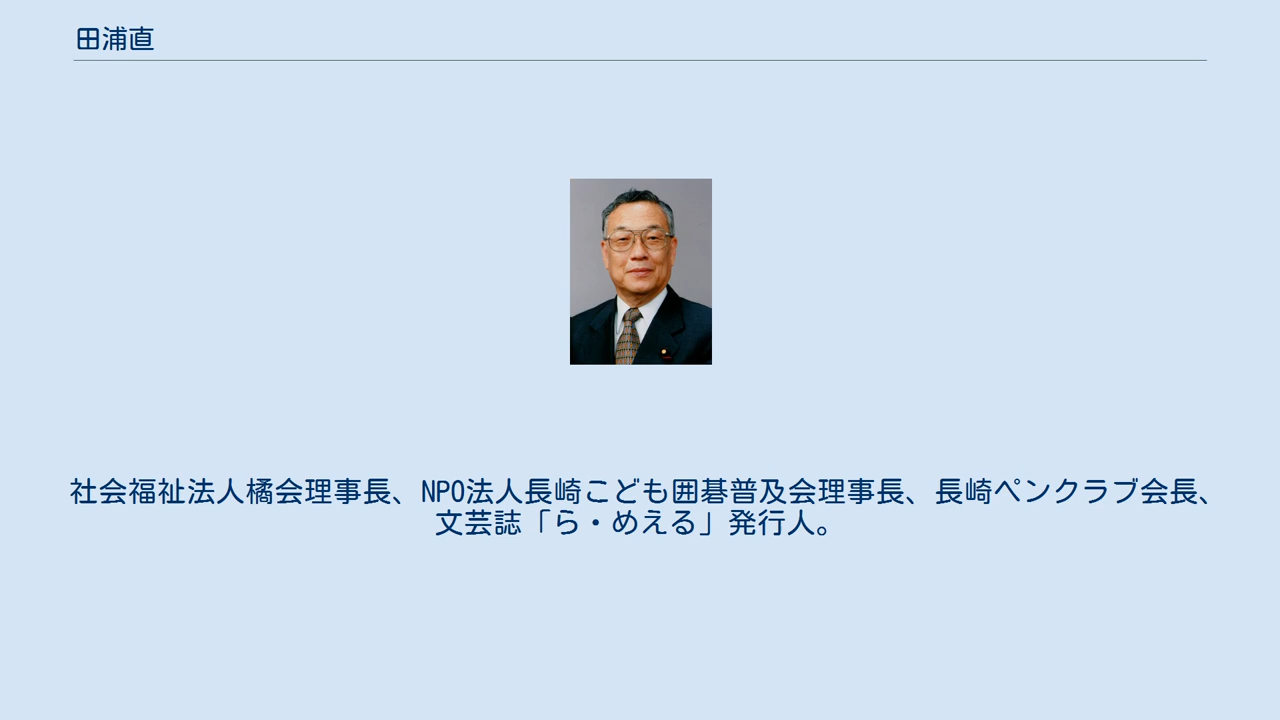 田浦直
社会福祉法人橘会理事長、NPO法人長崎こども囲碁普及会理事長、長崎ペンクラブ会長、
文芸誌「ら・めえる」発行人。